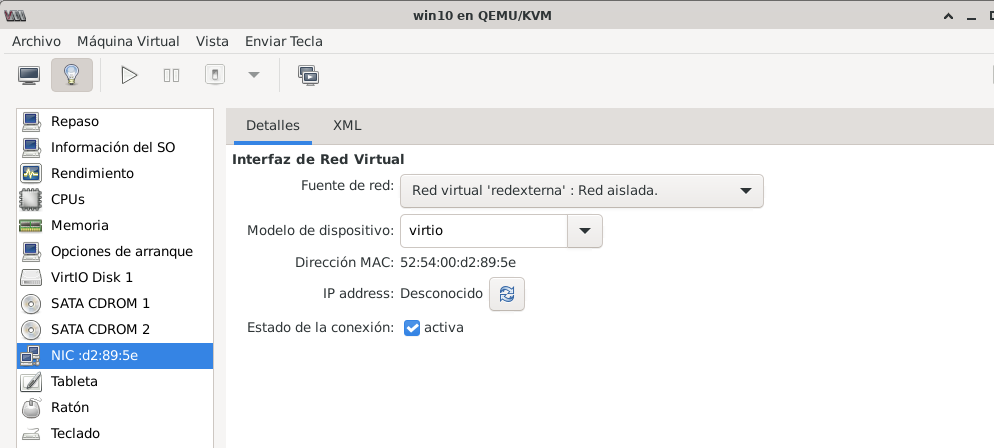 win10 en QEMU/KVM
Archivo Máquina Virtual Vista Enviar Tecla
Repaso
Información del SO
Rendimiento
CPUs
Memoria
Opciones de arranque
VirtIO Disk 1
SATA CDROM 1
SATA CDROM 2
NIC :d2:89:5e
Tableta
Ratón
Teclado
Detalles XML
Interfaz de Red Virtual
Fuente de red: Red virtual 'redexterna' : Red aislada.
Modelo de dispositivo: virtio
Dirección MAC: 52:54:00:d2:89:5e
IP address: Desconocido
Estado de la conexión: activa